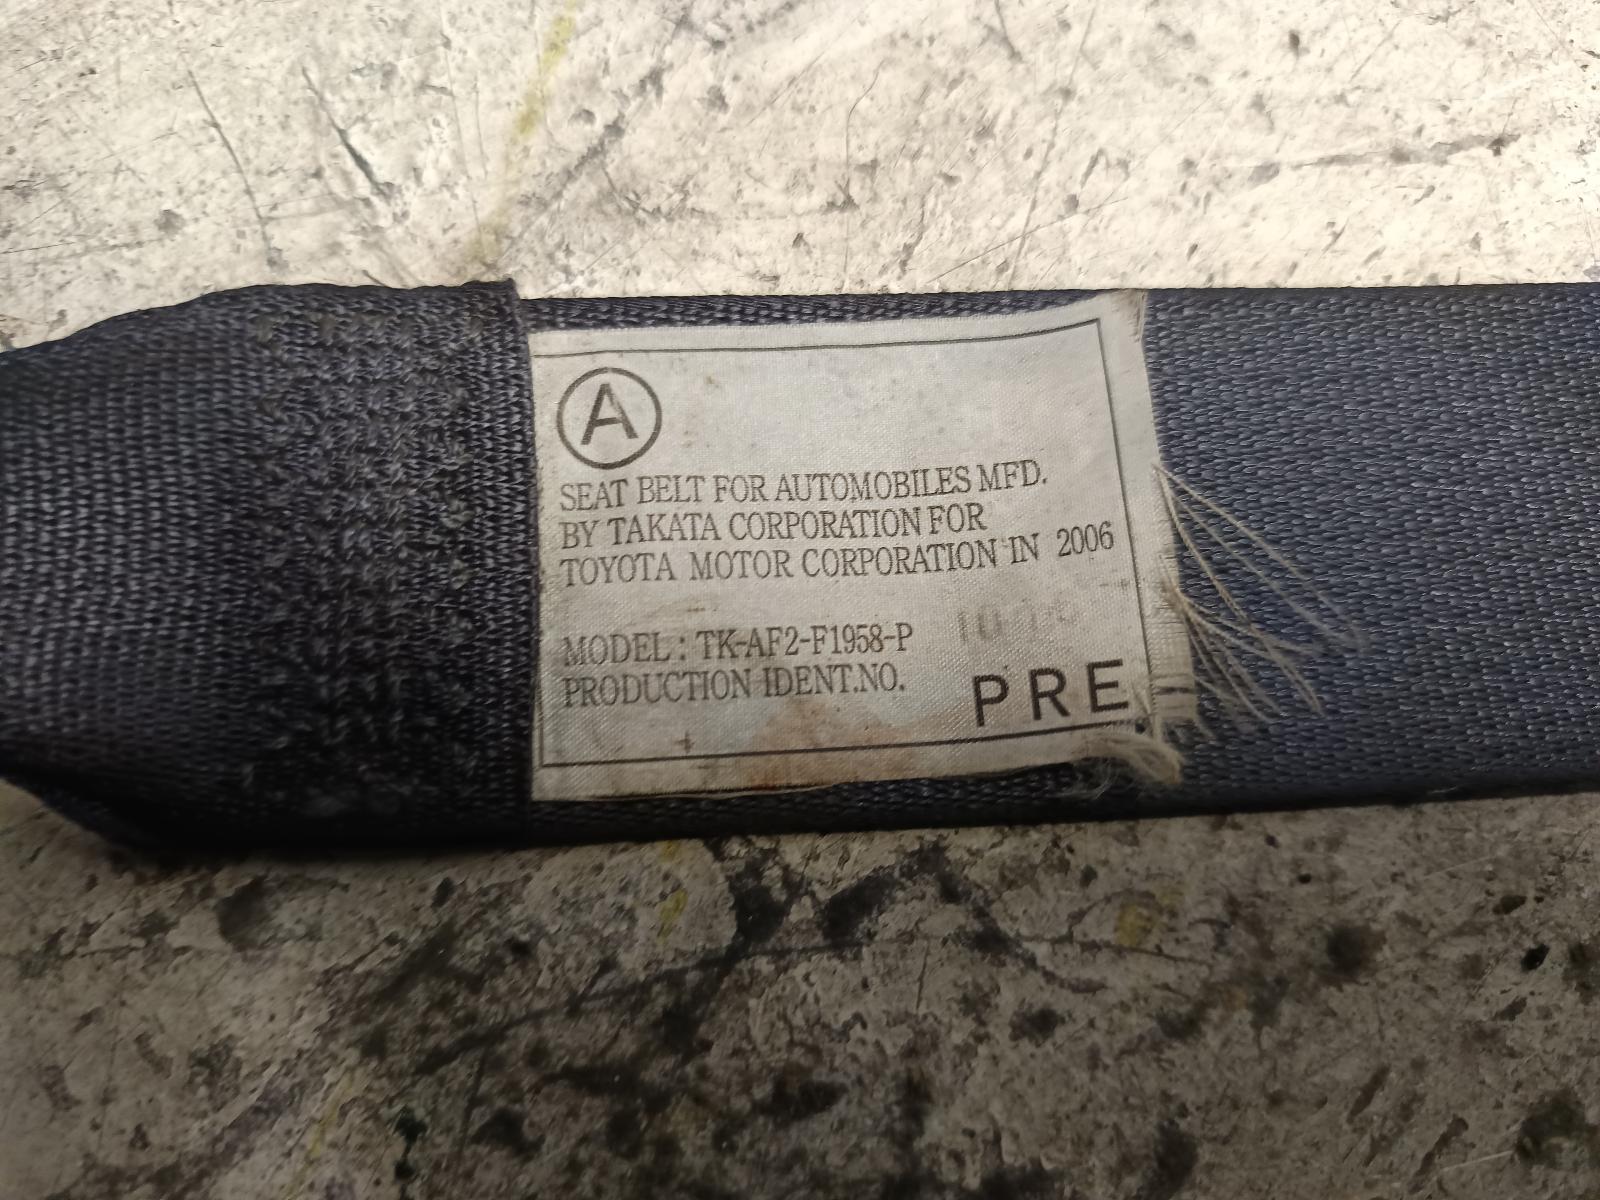 A
SEAT BELT FOR AUTOMOBILES MFD.
BY TAKATA CORPORATION FOR
TOYOTA MOTOR CORPORATION IN 2006
MODEL : TK-AF2-F1958-P
PRODUCTION IDENT.NO.
PRE